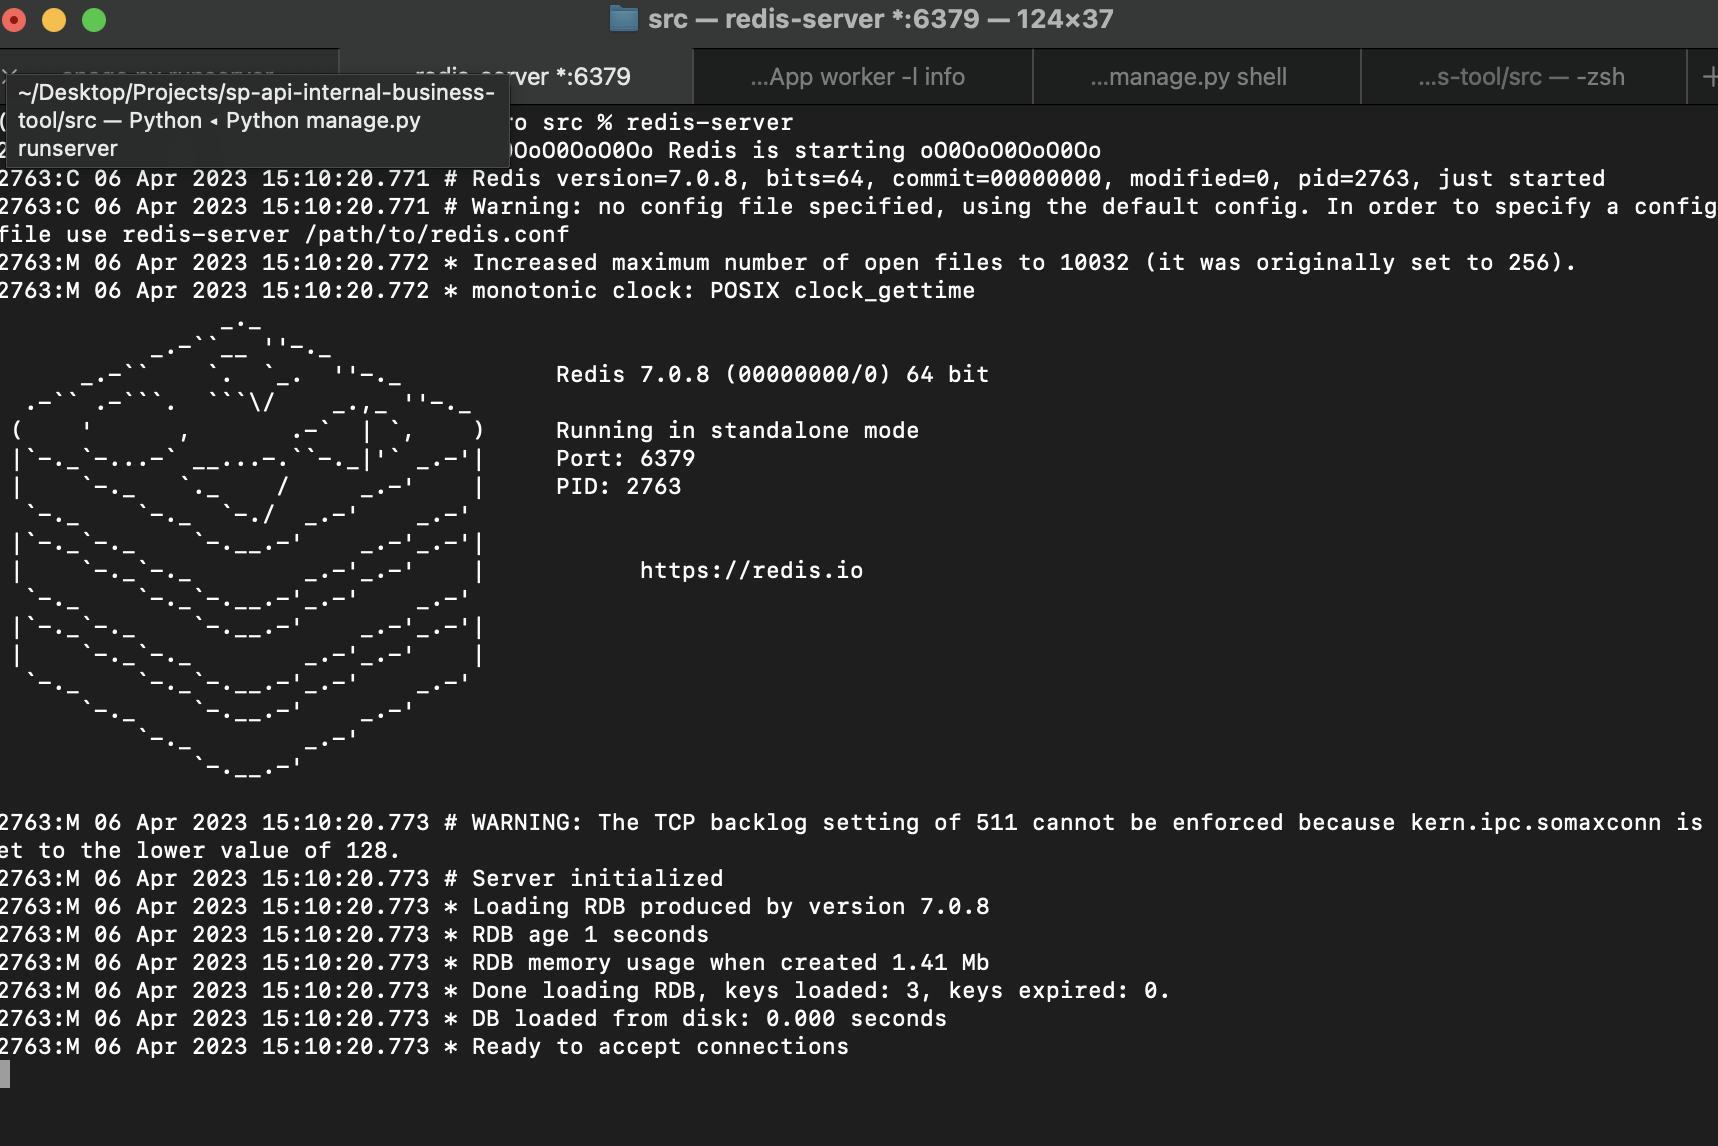 src — redis-server *:6379 — 124×37
redis-server *:6379
...App worker -l info
...manage.py shell
...s-tool/src — -zsh
~/Desktop/Projects/sp-api-internal-business-
tool/src — Python ◂ Python manage.py
runserver
ro src % redis-server
0OoO0OoO0Oo Redis is starting oO0OoO0OoO0Oo
2763:C 06 Apr 2023 15:10:20.771 # Redis version=7.0.8, bits=64, commit=00000000, modified=0, pid=2763, just started
2763:C 06 Apr 2023 15:10:20.771 # Warning: no config file specified, using the default config. In order to specify a config
file use redis-server /path/to/redis.conf
2763:M 06 Apr 2023 15:10:20.772 * Increased maximum number of open files to 10032 (it was originally set to 256).
2763:M 06 Apr 2023 15:10:20.772 * monotonic clock: POSIX clock_gettime
Redis 7.0.8 (00000000/0) 64 bit
Running in standalone mode
Port: 6379
PID: 2763
https://redis.io
2763:M 06 Apr 2023 15:10:20.773 # WARNING: The TCP backlog setting of 511 cannot be enforced because kern.ipc.somaxconn is
et to the lower value of 128.
2763:M 06 Apr 2023 15:10:20.773 # Server initialized
2763:M 06 Apr 2023 15:10:20.773 * Loading RDB produced by version 7.0.8
2763:M 06 Apr 2023 15:10:20.773 * RDB age 1 seconds
2763:M 06 Apr 2023 15:10:20.773 * RDB memory usage when created 1.41 Mb
2763:M 06 Apr 2023 15:10:20.773 * Done loading RDB, keys loaded: 3, keys expired: 0.
2763:M 06 Apr 2023 15:10:20.773 * DB loaded from disk: 0.000 seconds
2763:M 06 Apr 2023 15:10:20.773 * Ready to accept connections